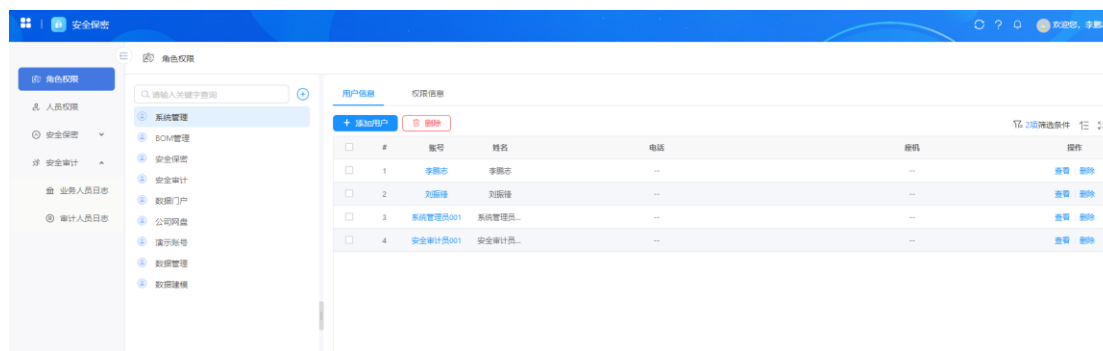 安全保密
欢迎您, 李鹏
角色权限
角色权限
人员权限
安全保密
安全审计
业务人员日志
审计人员日志
请输入关键字查询
系统管理
BOM管理
安全保密
安全审计
数据门户
公司网盘
演示账号
数据管理
数据建模
用户信息 权限信息
+ 添加用户 删除
2项筛选条件
# 账号 姓名 电话 座机 操作
1 李鹏志 李鹏志 -- -- 查看 删除
2 刘振锋 刘振锋 -- -- 查看 删除
3 系统管理员001 系统管理员... -- -- 查看 删除
4 安全审计员001 安全审计员... -- -- 查看 删除